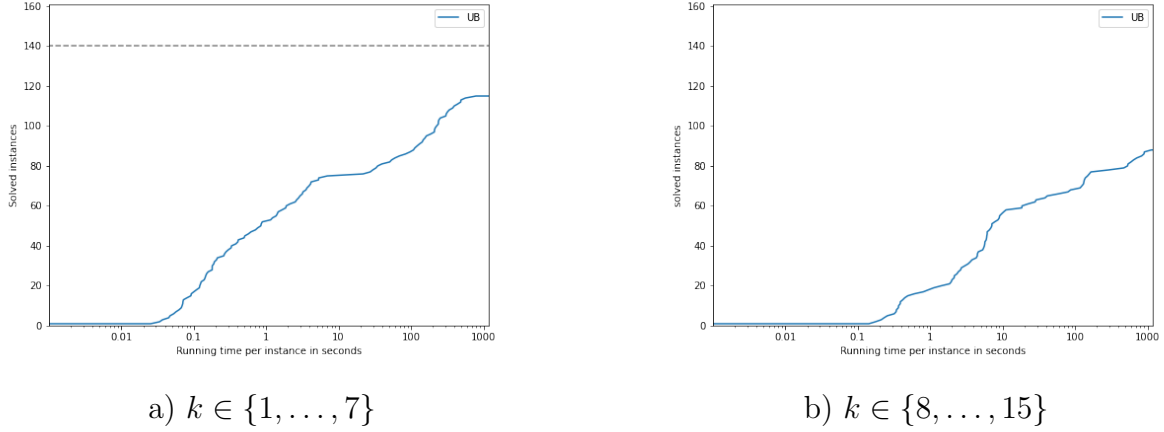 UB
160
140
120
100
80
60
40
20
0
Solved instances
0.01 0.1 1 10 100 1000
Running time per instance in seconds
a) k ∈ {1, . . . , 7}
UB
160
140
120
100
80
60
40
20
0
solved instances
0.01 0.1 1 10 100 1000
Running time per instance in seconds
b) k ∈ {8, . . . , 15}